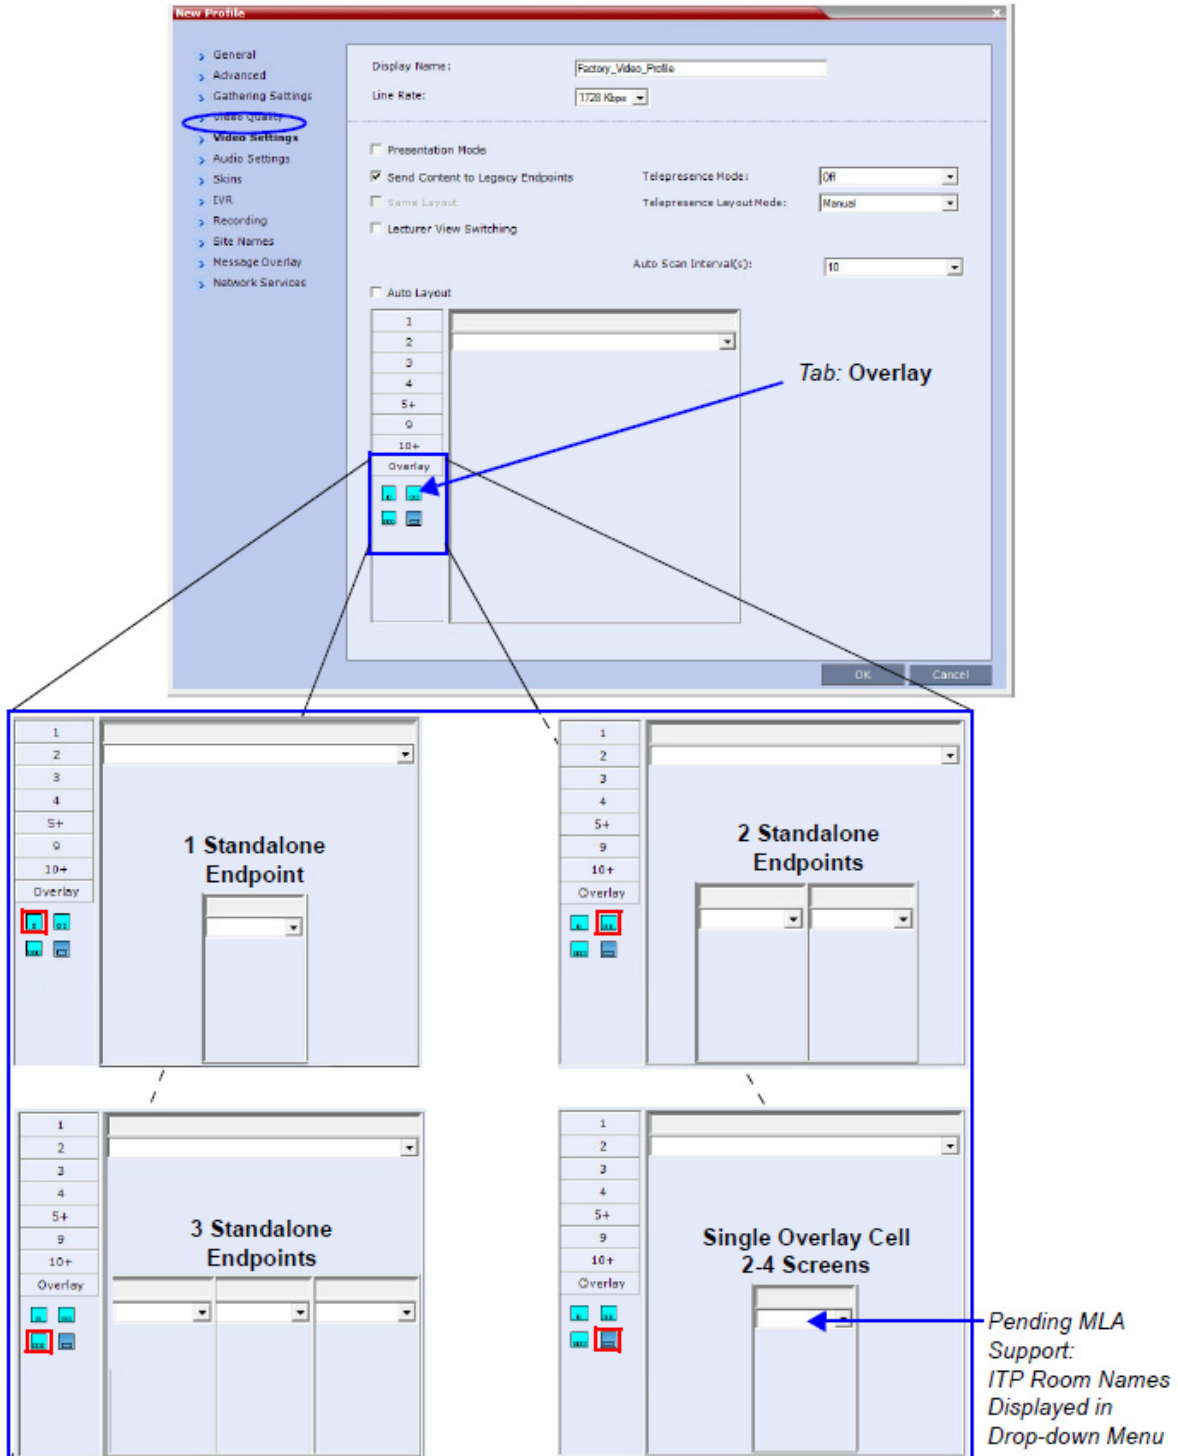 New Profile
General
Advanced
Gathering Settings
Video Quality
Video Settings
Audio Settings
Skins
IVR
Recording
Site Names
Message Overlay
Network Services
Display Name: Factory_Video_Profile
Line Rate: 1728 Kbps
Presentation Mode
Send Content to Legacy Endpoints Telepresence Mode: Off
Same Layout Telepresence Layout Mode: Manual
Lecturer View Switching
Auto Scan Interval(s): 10
Auto Layout
1
2
3
4
5+
9
10+
Overlay
Tab: Overlay
OK Cancel
1
2
3
4
5+
9
10+
Overlay
1 Standalone
Endpoint
1
2
3
4
5+
9
10+
Overlay
2 Standalone
Endpoints
1
2
3
4
5+
9
10+
Overlay
3 Standalone
Endpoints
1
2
3
4
5+
9
10+
Overlay
Single Overlay Cell
2-4 Screens
Pending MLA
Support:
ITP Room Names
Displayed in
Drop-down Menu